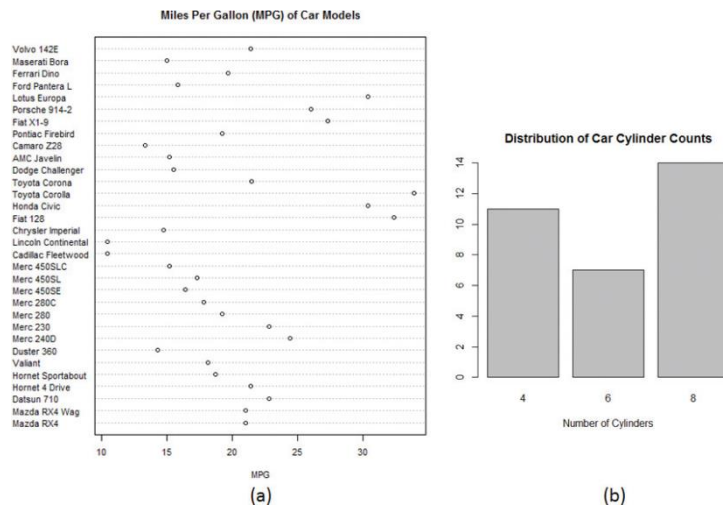 Miles Per Gallon (MPG) of Car Models
Volvo 142E
Maserati Bora
Ferrari Dino
Ford Pantera L
Lotus Europa
Porsche 914-2
Fiat X1-9
Pontiac Firebird
Camaro Z28
AMC Javelin
Dodge Challenger
Toyota Corona
Toyota Corolla
Honda Civic
Fiat 128
Chrysler Imperial
Lincoln Continental
Cadillac Fleetwood
Merc 450SLC
Merc 450SL
Merc 450SE
Merc 280C
Merc 280
Merc 230
Merc 240D
Duster 360
Valiant
Hornet Sportabout
Hornet 4 Drive
Datsun 710
Mazda RX4 Wag
Mazda RX4
10 15 20 25 30
MPG
(a)
Distribution of Car Cylinder Counts
14
12
10
8
6
4
2
0
4 6 8
Number of Cylinders
(b)